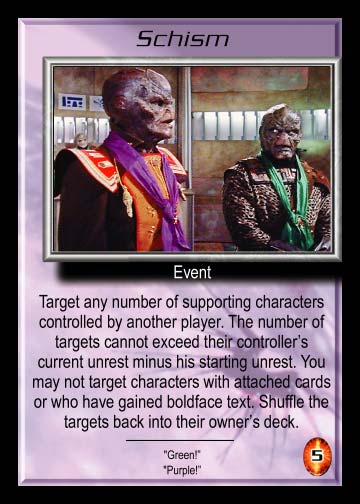 Schism
Event
Target any number of supporting characters
controlled by another player. The number of
targets cannot exceed their controller's
current unrest minus his starting unrest. You
may not target characters with attached cards
or who have gained boldface text. Shuffle the
targets back into their owner's deck.
"Green!"
"Purple!"
5